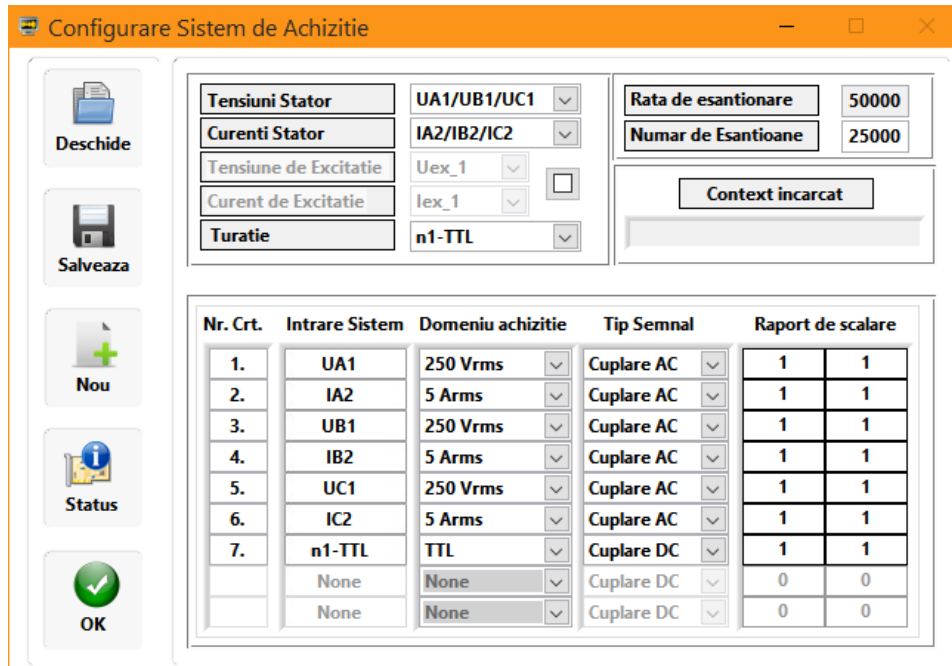 Configurare Sistem de Achizitie
Deschide
Salveaza
Nou
Status
OK
Tensiuni Stator UA1/UB1/UC1
Curenti Stator IA2/IB2/IC2
Tensiune de Excitatie Uex_1
Curent de Excitatie Iex_1
Turatie n1-TTL
Rata de esantionare 50000
Numar de Esantioane 25000
Context incarcat
Nr. Crt. Intrare Sistem Domeniu achizitie Tip Semnal Raport de scalare
1. UA1 250 Vrms Cuplare AC 1 1
2. IA2 5 Arms Cuplare AC 1 1
3. UB1 250 Vrms Cuplare AC 1 1
4. IB2 5 Arms Cuplare AC 1 1
5. UC1 250 Vrms Cuplare AC 1 1
6. IC2 5 Arms Cuplare AC 1 1
7. n1-TTL TTL Cuplare DC 1 1
None None Cuplare DC 0 0
None None Cuplare DC 0 0